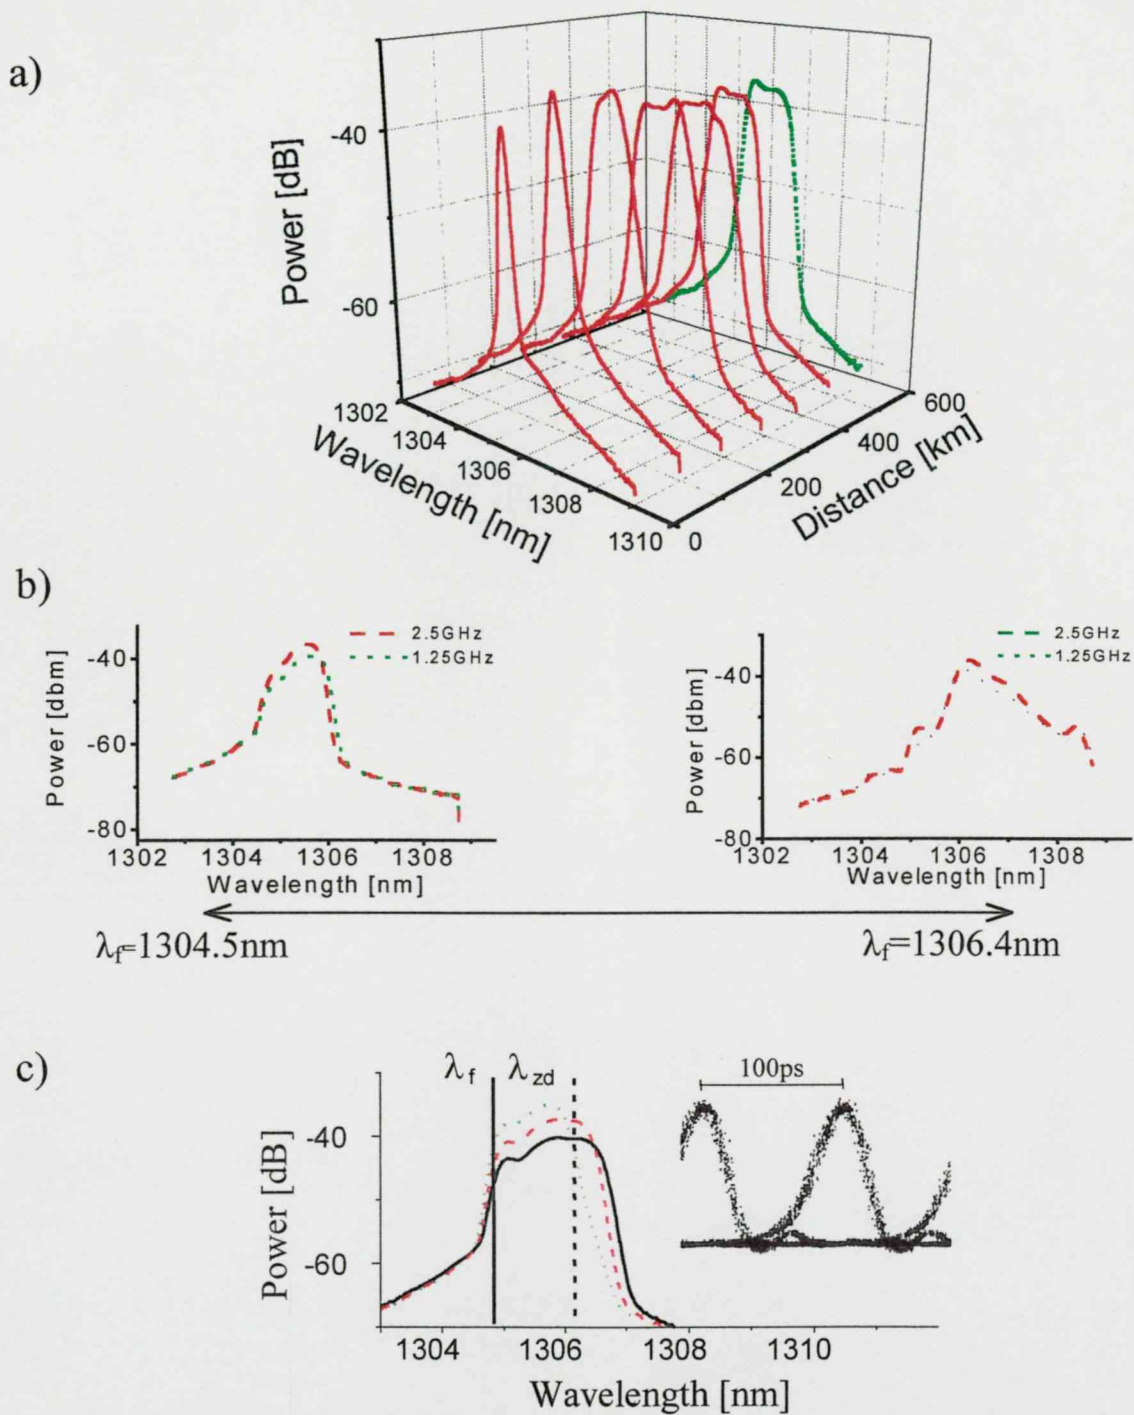 a)
Power [dB]
-40
-60
1302
1304
1306
1308
1310
Wavelength [nm]
0
200
400
600
Distance [km]
b)
2.5GHz
1.25GHz
Power [dbm]
-40
-60
-80
1302 1304 1306 1308
Wavelength [nm]
2.5GHz
1.25GHz
Power [dbm]
-40
-60
-80
1302 1304 1306 1308
Wavelength [nm]
λf=1304.5nm
λf=1306.4nm
c)
λf λzd
100ps
Power [dB]
-40
-60
1304 1306 1308 1310
Wavelength [nm]